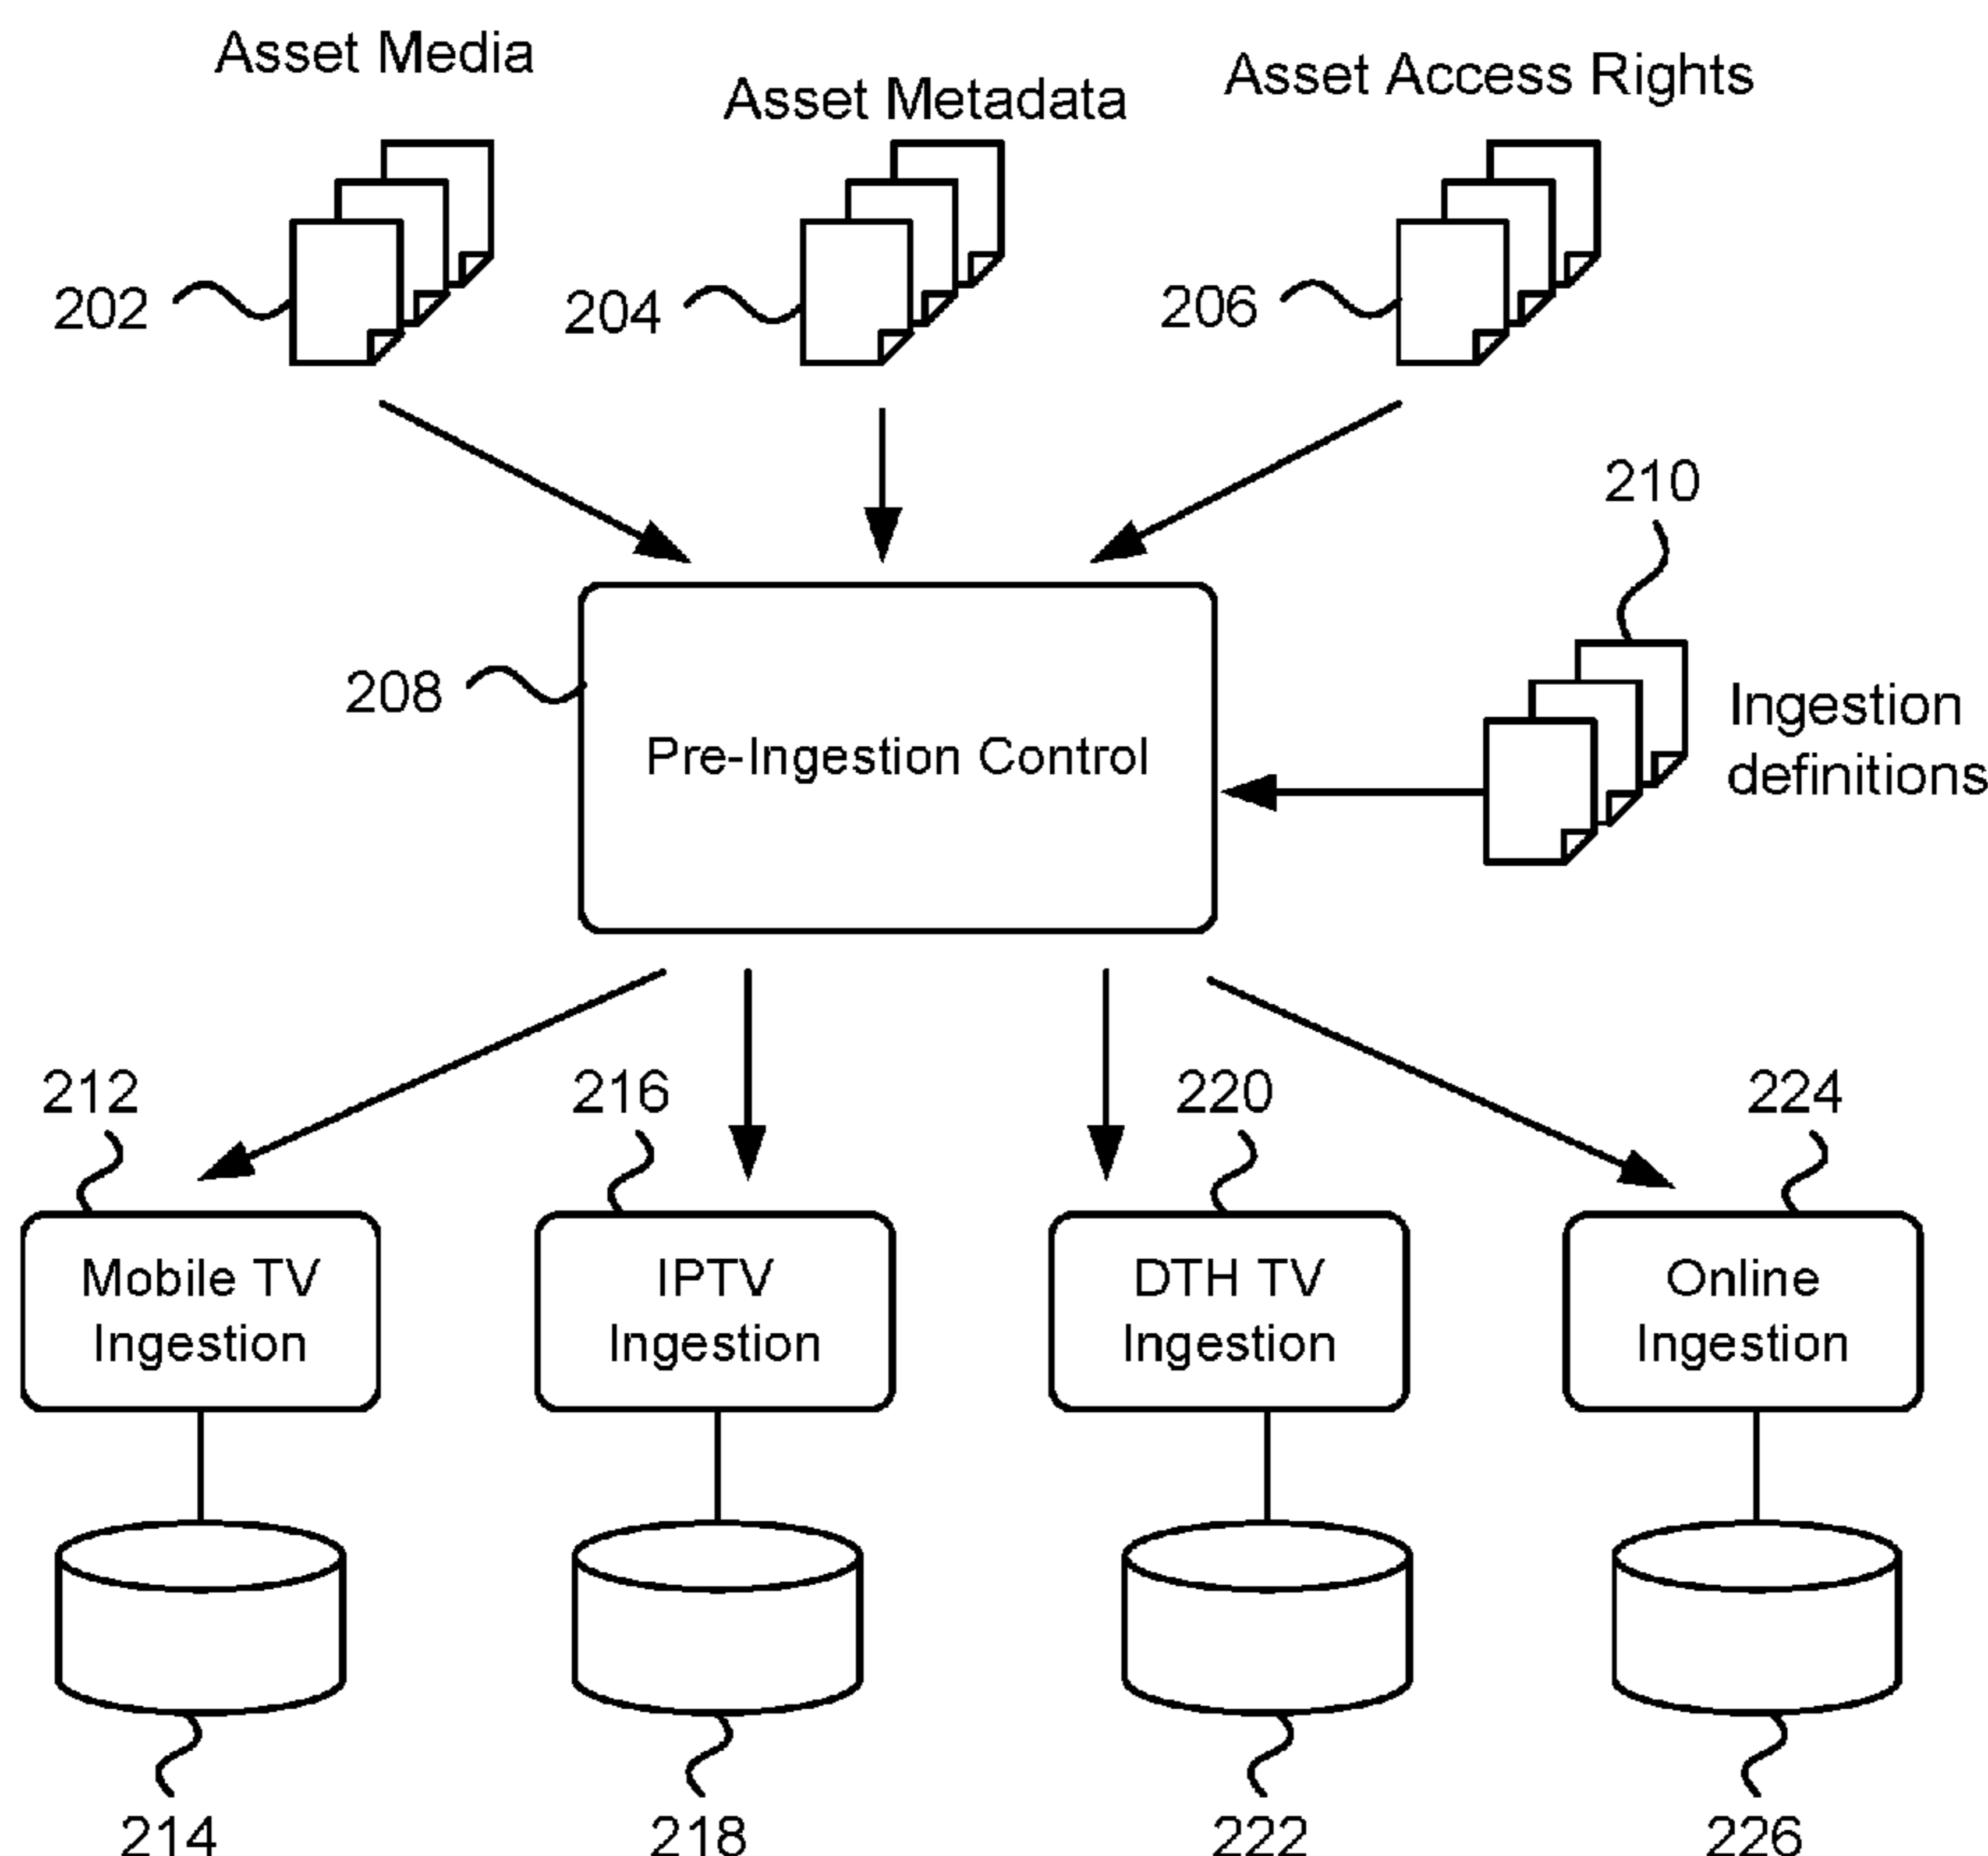 Asset Media
Asset Metadata
Asset Access Rights
202
204
206
210
208
Pre-Ingestion Control
Ingestion
definitions
212
216
220
224
Mobile TV
Ingestion
IPTV
Ingestion
DTH TV
Ingestion
Online
Ingestion
214
218
222
226